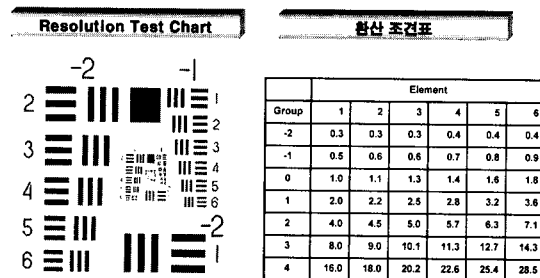 Resolution Test Chart
환산 조견표
-2 -1
2 1
2
3 3
4
4 5
6
5 -2
6 1
Element
Group 1 2 3 4 5 6
-2 0.3 0.3 0.3 0.4 0.4 0.4
-1 0.5 0.6 0.6 0.7 0.8 0.9
0 1.0 1.1 1.3 1.4 1.6 1.8
1 2.0 2.2 2.5 2.8 3.2 3.6
2 4.0 4.5 5.0 5.7 6.3 7.1
3 8.0 9.0 10.1 11.3 12.7 14.3
4 16.0 18.0 20.2 22.6 25.4 28.5